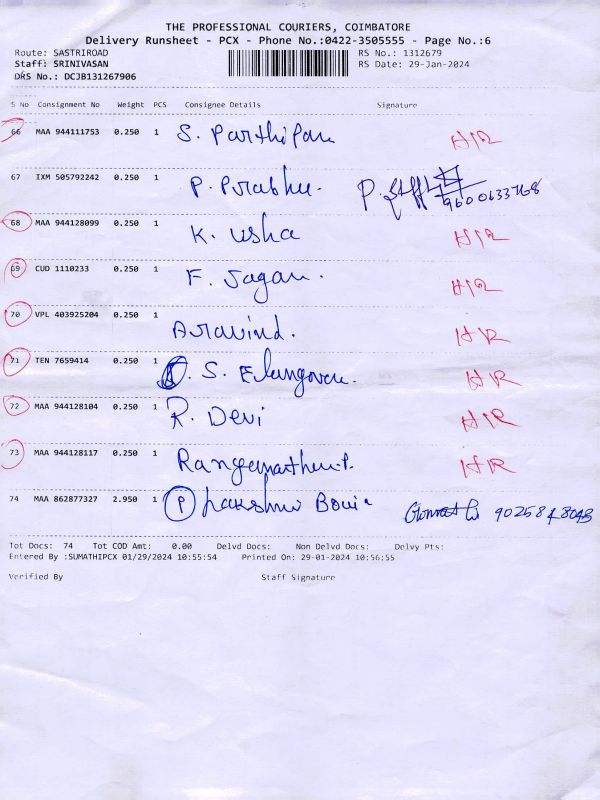 THE PROFESSIONAL COURIERS, COIMBATORE
Delivery Runsheet - PCX - Phone No.:0422-3505555 - Page No.:6
Route: SASTRIROAD RS No.: 1312679
Staff: SRINIVASAN RS Date: 29-Jan-2024
DRS No.: DCJB131267906
S No Consignment No Weight PCS Consignee Details Signature
66 MAA 944111753 0.250 1 S. Parthipan H/R
67 IXM 505792242 0.250 1 P. Prabhu. P.
9600633768
68 MAA 944128099 0.250 1 K. Usha H/R
69 CUD 1110233 0.250 1 F. Jagan. H/R
70 VPL 403925204 0.250 1 Aravind. H/R
71 TEN 7659414 0.250 1 S. Elangovan. H/R
72 MAA 944128104 0.250 1 R. Devi H/R
73 MAA 944128117 0.250 1 H/R
74 MAA 862877327 2.950 1 P Lakshmi 9025848043
Tot Docs: 74 Tot COD Amt: 0.00 Delvd Docs: Non Delvd Docs: Delvy Pts:
Entered By :SUMATHIPCX 01/29/2024 10:55:54 Printed On: 29-01-2024 10:56:55
Verified By Staff Signature